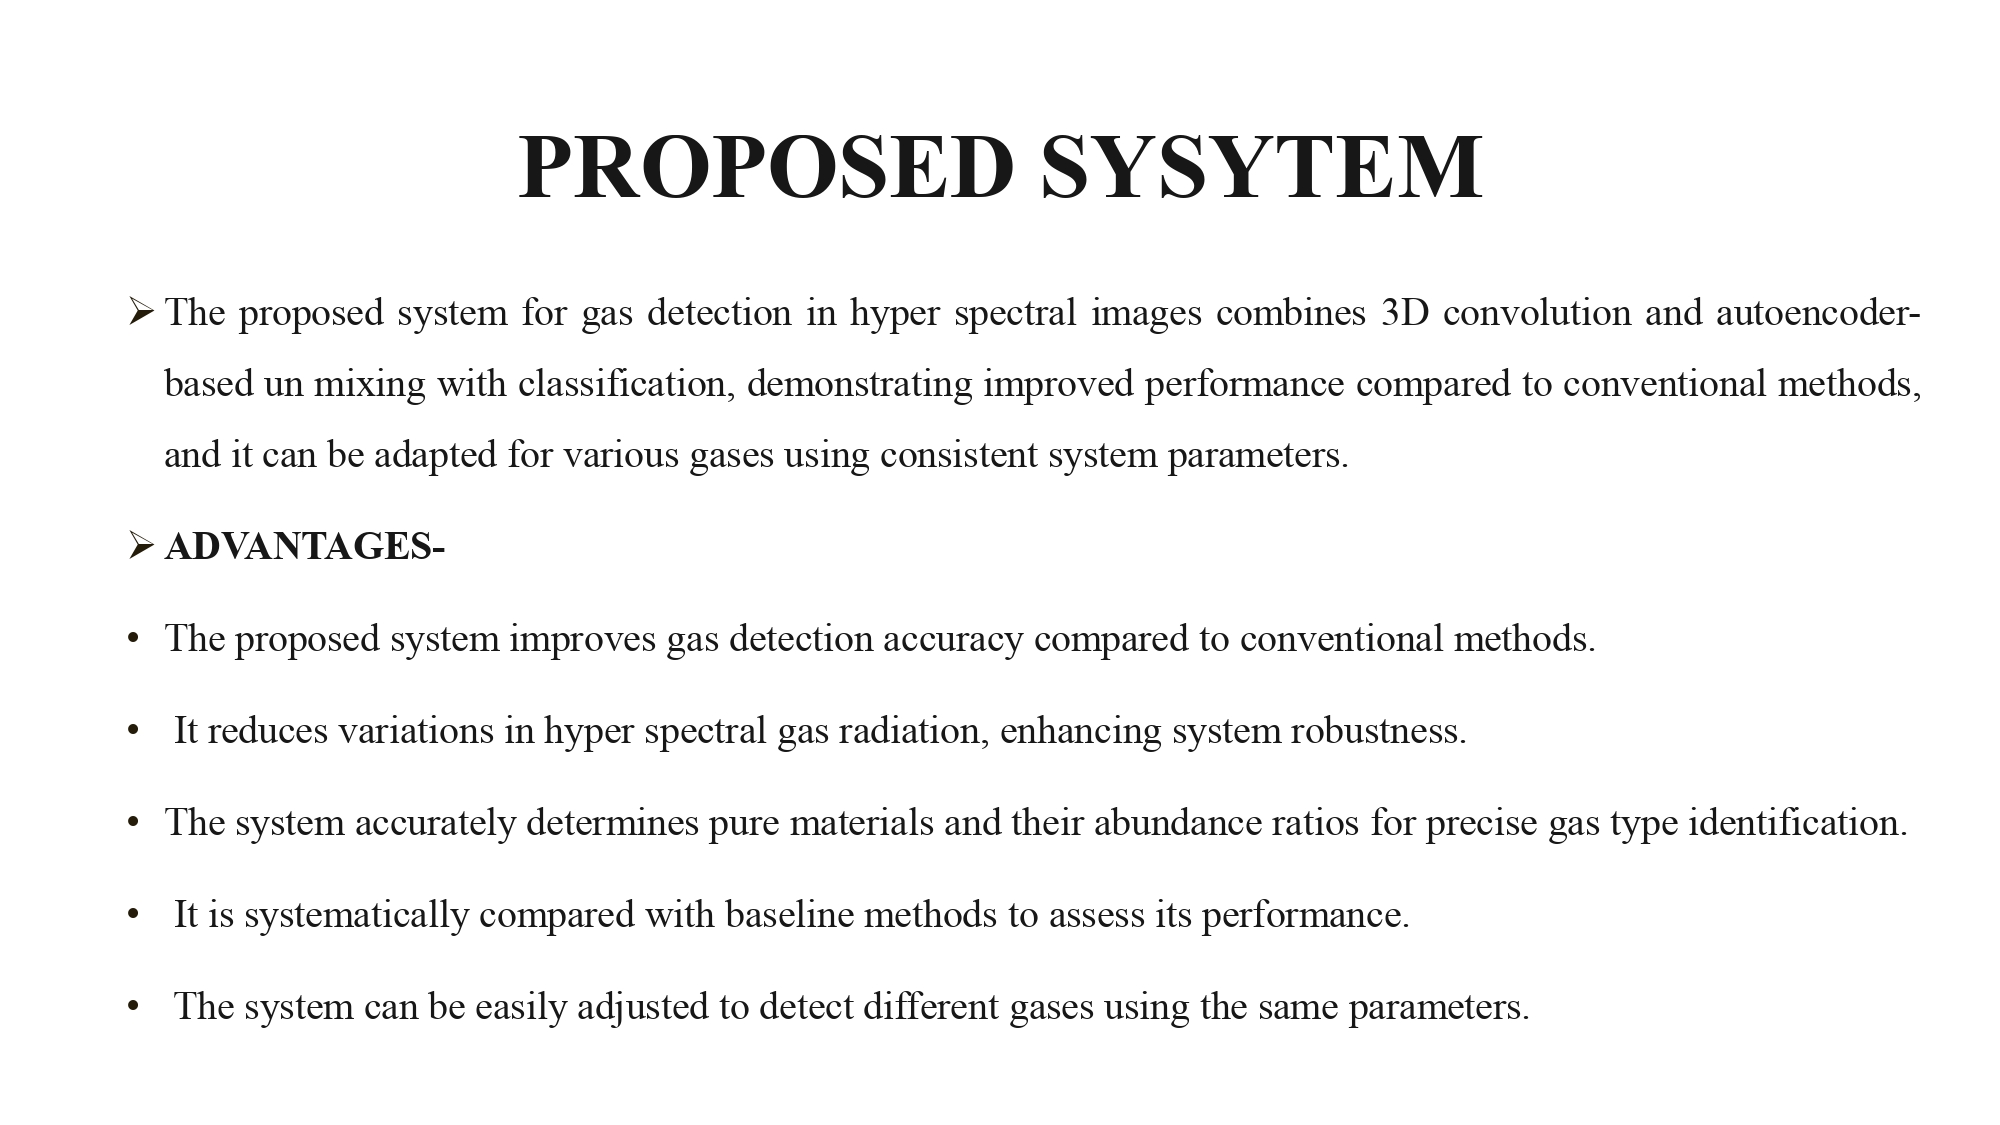 PROPOSED SYSYTEM
➢ The proposed system for gas detection in hyper spectral images combines 3D convolution and autoencoder-
based un mixing with classification, demonstrating improved performance compared to conventional methods,
and it can be adapted for various gases using consistent system parameters.
➢ ADVANTAGES-
• The proposed system improves gas detection accuracy compared to conventional methods.
• It reduces variations in hyper spectral gas radiation, enhancing system robustness.
• The system accurately determines pure materials and their abundance ratios for precise gas type identification.
• It is systematically compared with baseline methods to assess its performance.
• The system can be easily adjusted to detect different gases using the same parameters.